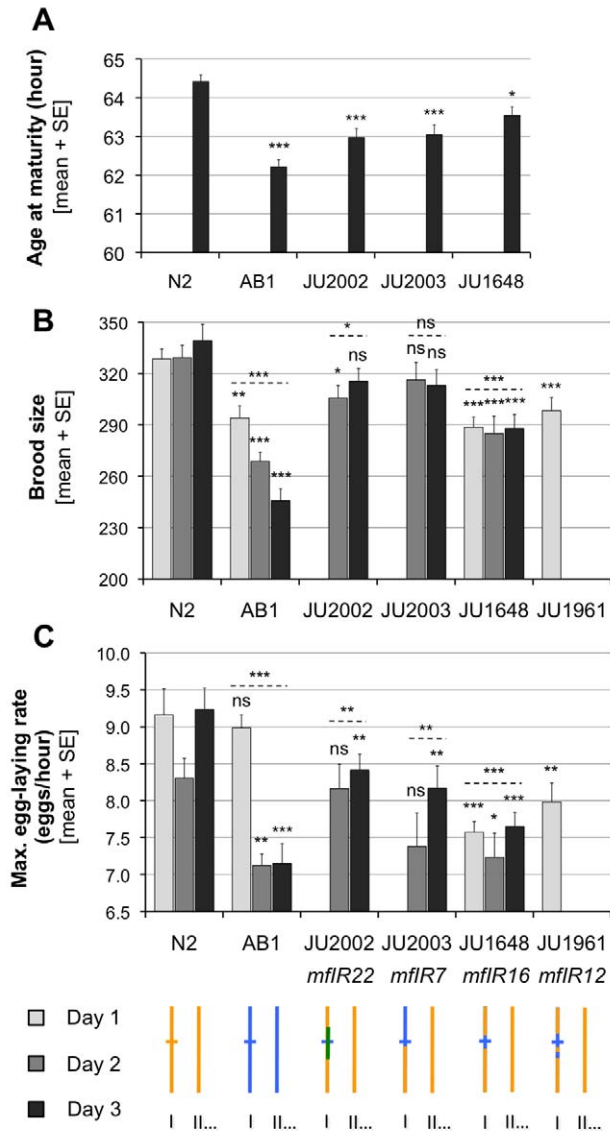 A
Age at maturity (hour)
[mean + SE]
65
64
63
62
61
60
***
***
***
*
N2 AB1 JU2002 JU2003 JU1648
B
Brood size
[mean + SE]
350
320
290
260
230
200
***
** *** ***
*
* ns
ns
ns ns
***
*** *** ***
***
N2 AB1 JU2002 JU2003 JU1648 JU1961
C
Max. egg-laying rate
(eggs/hour)
[mean + SE]
10.0
9.5
9.0
8.5
8.0
7.5
7.0
6.5
***
ns ** ***
**
ns **
**
ns **
***
*** * ***
**
N2 AB1 JU2002 JU2003 JU1648 JU1961
mfIR22 mfIR7 mfIR16 mfIR12
Day 1
Day 2
Day 3
I II... I II... I II... I II... I II... I II...